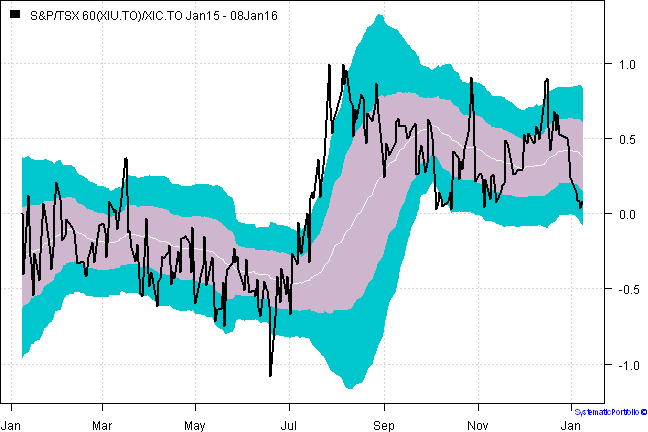 S&P/TSX 60(XIU.TO)/XIC.TO Jan15 - 08Jan16
1.0
0.5
0.0
-0.5
-1.0
Jan Mar May Jul Sep Nov Jan
SystematicPortfolio ©